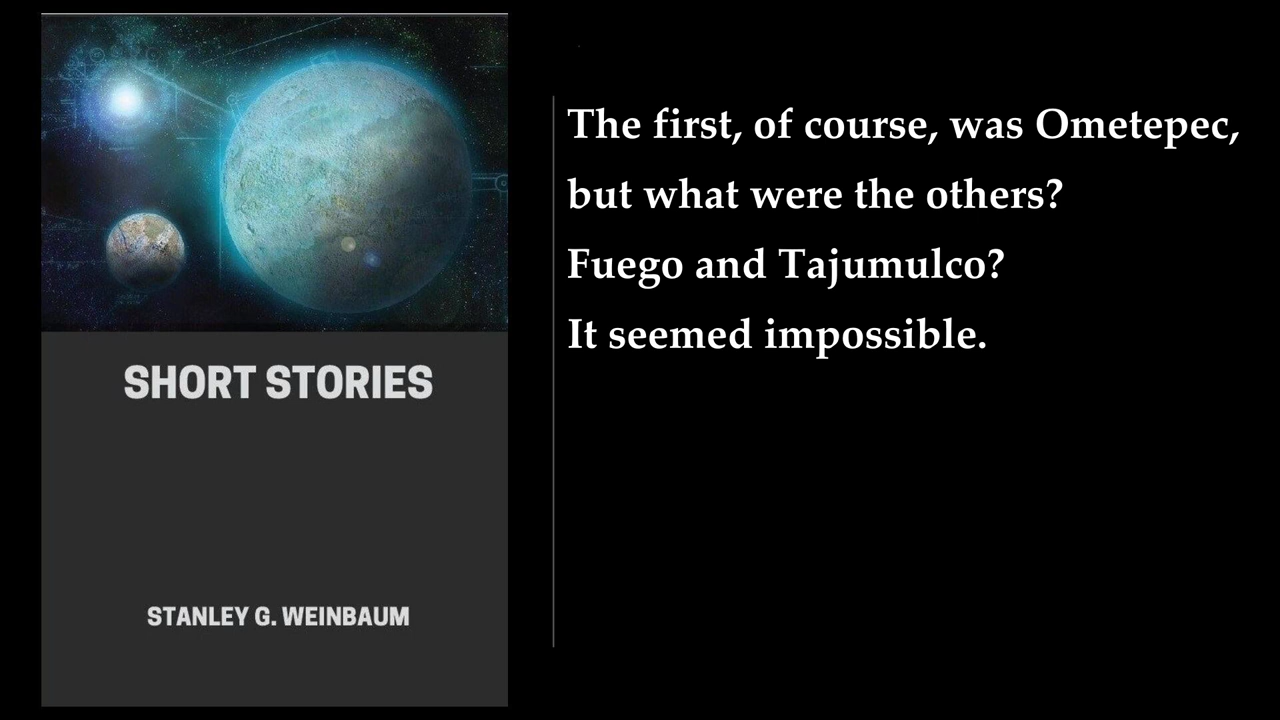 SHORT STORIES
STANLEY G. WEINBAUM
The first, of course, was Ometepec,
but what were the others?
Fuego and Tajumulco?
It seemed impossible.